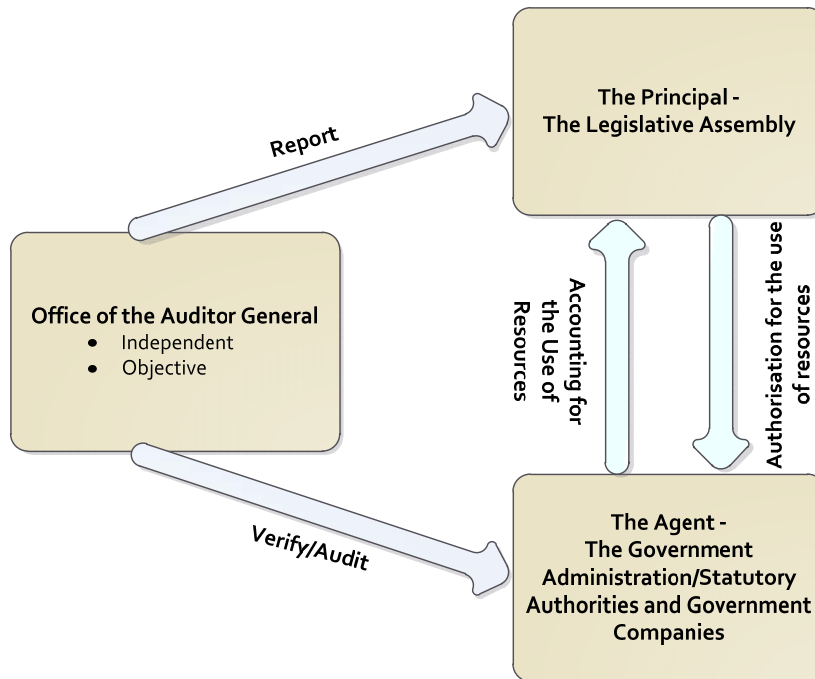 Report
The Principal -
The Legislative Assembly
Office of the Auditor General
• Independent
• Objective
Accounting for
the Use of
Resources
Authorisation for the use
of resources
Verify/Audit
The Agent -
The Government
Administration/Statutory
Authorities and Government
Companies